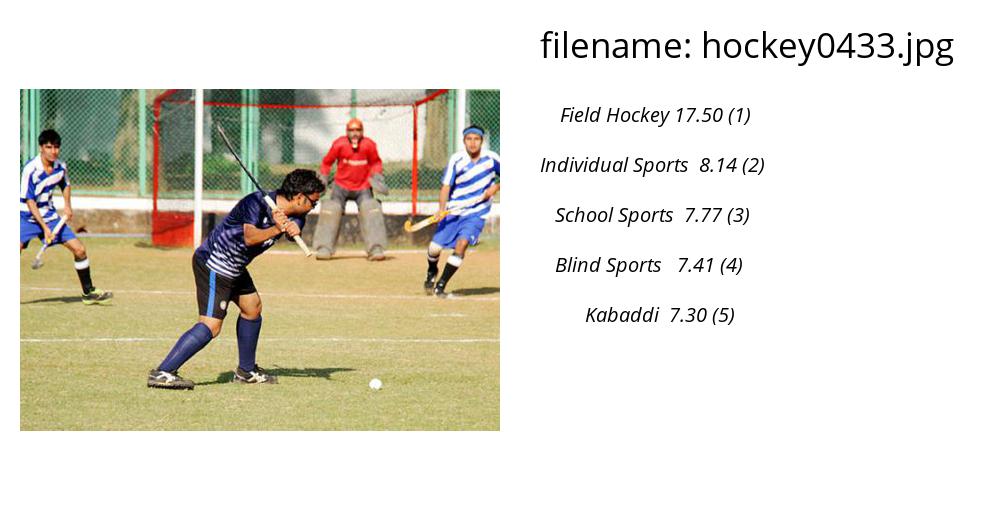 filename: hockey0433.jpg
Field Hockey 17.50 (1)
Individual Sports 8.14 (2)
School Sports 7.77 (3)
Blind Sports 7.41 (4)
Kabaddi 7.30 (5)